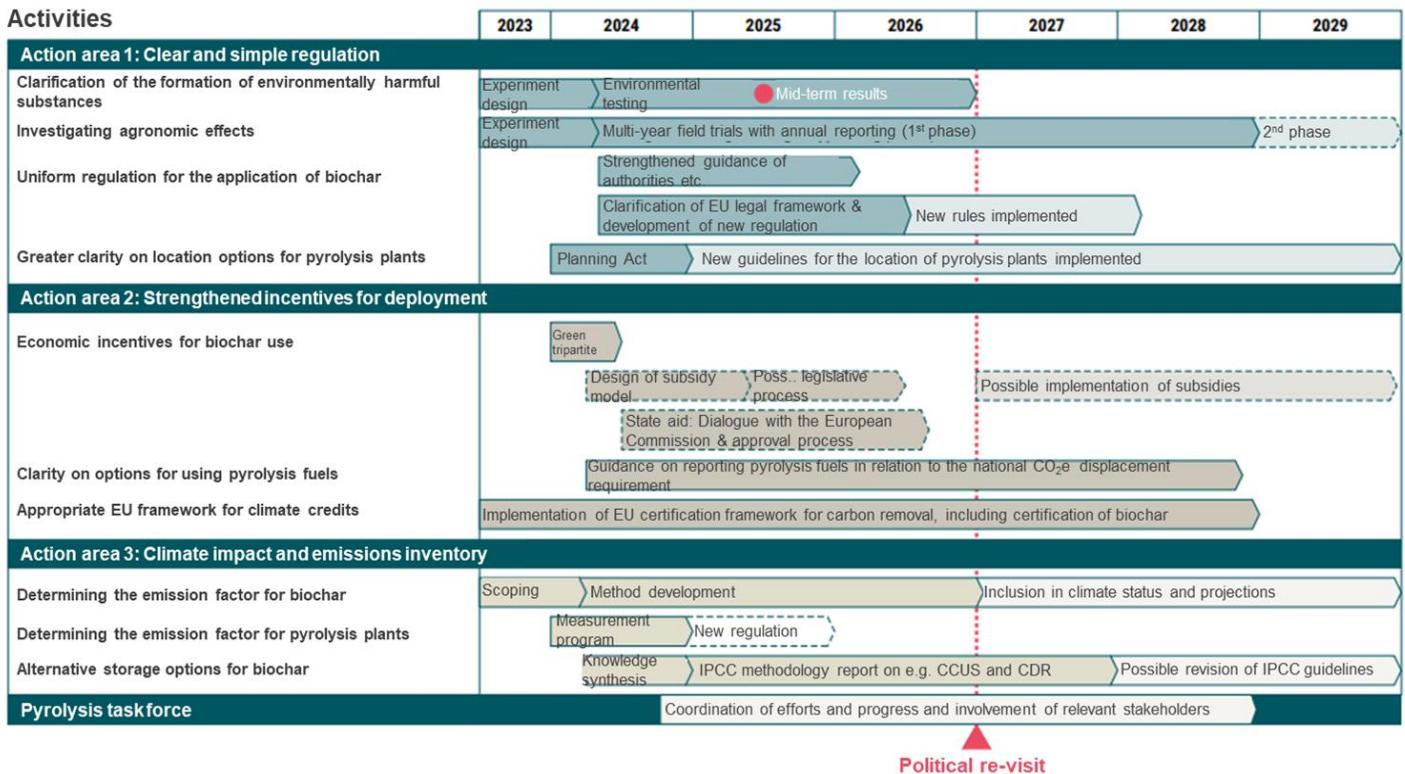 Activities
2023 2024 2025 2026 2027 2028 2029
Action area 1: Clear and simple regulation
Clarification of the formation of environmentally harmful
substances
Experiment
design
Environmental
testing
Mid-term results
Investigating agronomic effects
Experiment
design
Multi-year field trials with annual reporting (1st phase)
2nd phase
Uniform regulation for the application of biochar
Strengthened guidance of
authorities etc.
Clarification of EU legal framework &
development of new regulation
New rules implemented
Greater clarity on location options for pyrolysis plants
Planning Act
New guidelines for the location of pyrolysis plants implemented
Action area 2: Strengthened incentives for deployment
Economic incentives for biochar use
Green
tripartite
Design of subsidy
model
Poss.. legislative
process
Possible implementation of subsidies
State aid: Dialogue with the European
Commission & approval process
Clarity on options for using pyrolysis fuels
Guidance on reporting pyrolysis fuels in relation to the national CO₂e displacement
requirement
Appropriate EU framework for climate credits
Implementation of EU certification framework for carbon removal, including certification of biochar
Action area 3: Climate impact and emissions inventory
Determining the emission factor for biochar
Scoping
Method development
Inclusion in climate status and projections
Determining the emission factor for pyrolysis plants
Measurement
program
New regulation
Alternative storage options for biochar
Knowledge
synthesis
IPCC methodology report on e.g. CCUS and CDR
Possible revision of IPCC guidelines
Pyrolysis taskforce
Coordination of efforts and progress and involvement of relevant stakeholders
Political re-visit